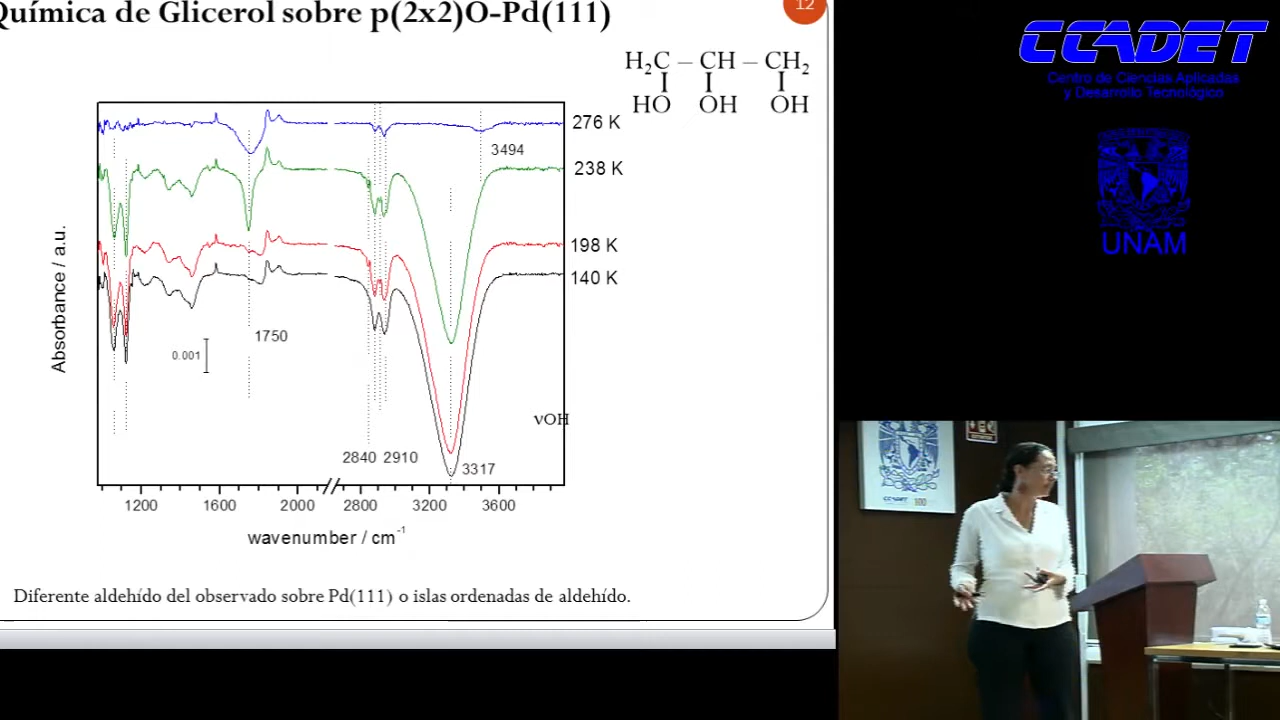 Química de Glicerol sobre p(2x2)O-Pd(111)
12
H₂C – CH – CH₂
HO OH OH
276 K
3494
238 K
198 K
140 K
Absorbance / a.u.
1750
0.001
νOH
2840 2910
3317
1200 1600 2000 2800 3200 3600
wavenumber / cm⁻¹
Diferente aldehído del observado sobre Pd(111) o islas ordenadas de aldehído.
CCADET
Centro de Ciencias Aplicadas
y Desarrollo Tecnológico
UNAM
CCADET 100